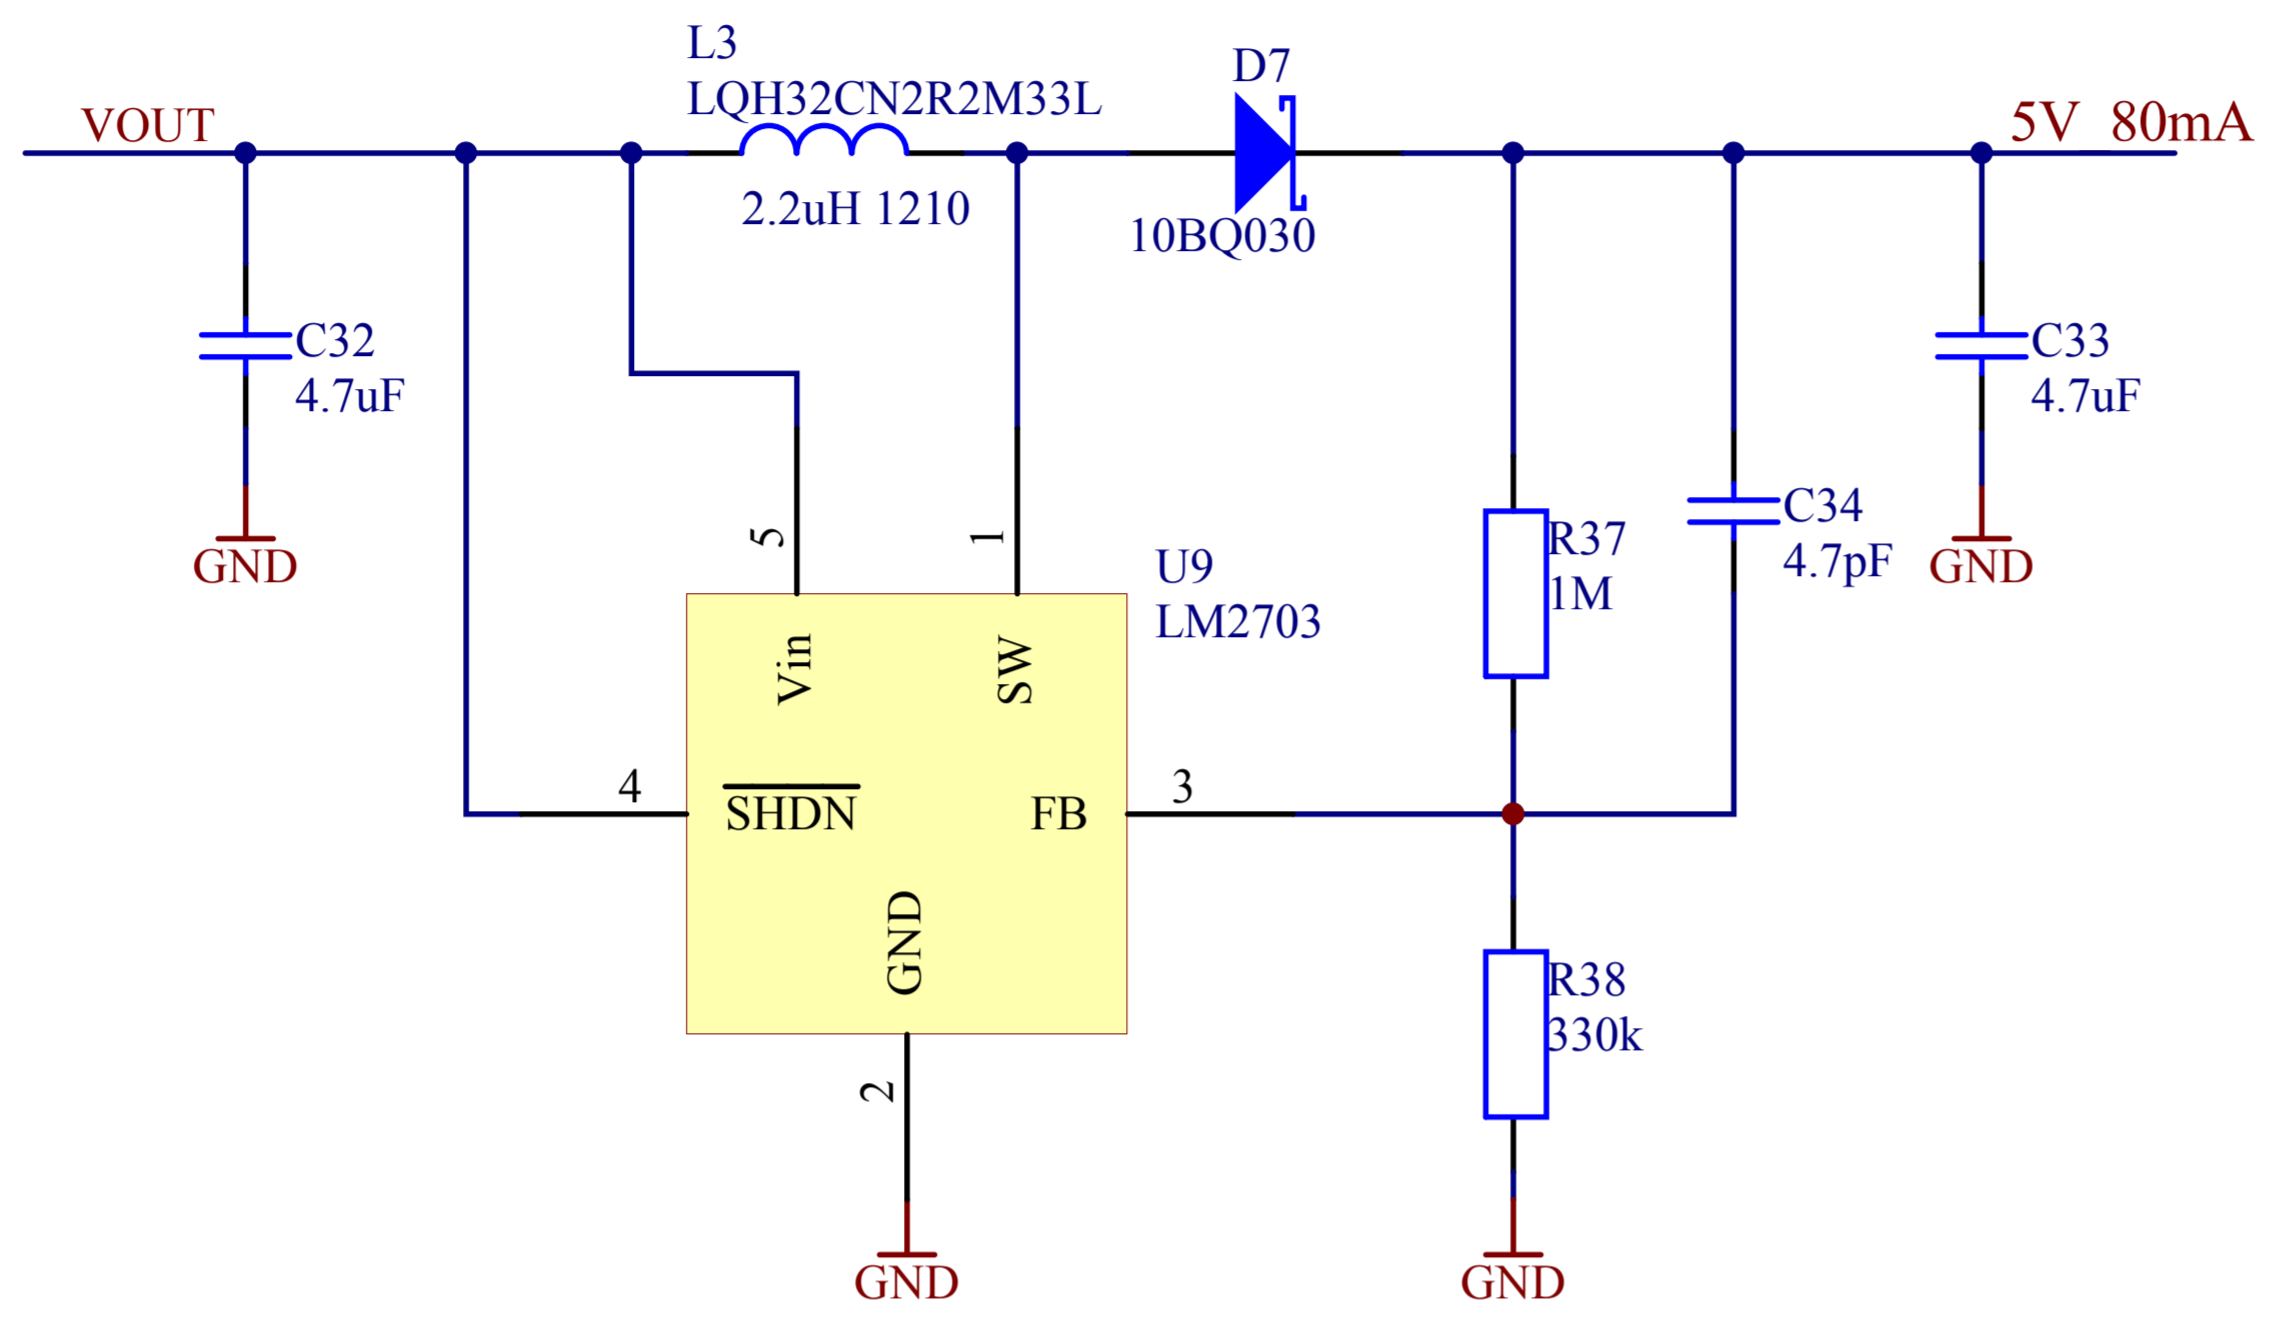 L3
LQH32CN2R2M33L
D7
VOUT
5V 80mA
2.2uH 1210
10BQ030
C32
4.7uF
C33
4.7uF
GND
GND
5
1
U9
LM2703
R37
1M
C34
4.7pF
Vin
SW
4
SHDN
FB
3
GND
2
R38
330k
GND
GND